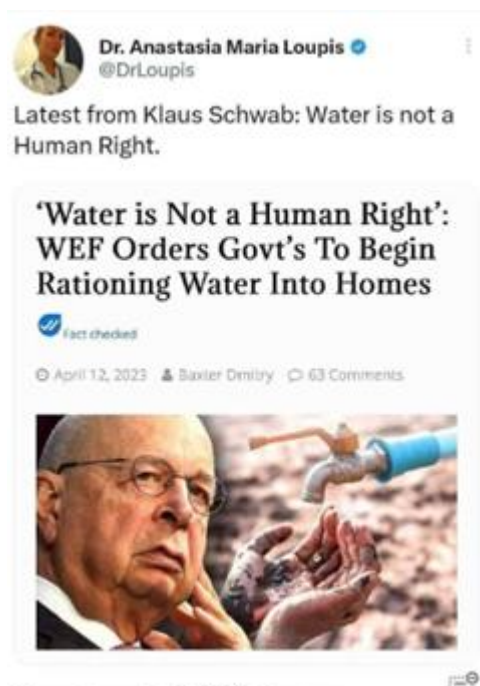 Dr. Anastasia Maria Loupis
@DrLoupis
Latest from Klaus Schwab: Water is not a
Human Right.
‘Water is Not a Human Right’:
WEF Orders Govt’s To Begin
Rationing Water Into Homes
Fact checked
April 12, 2023 Baxter Dmitry 63 Comments